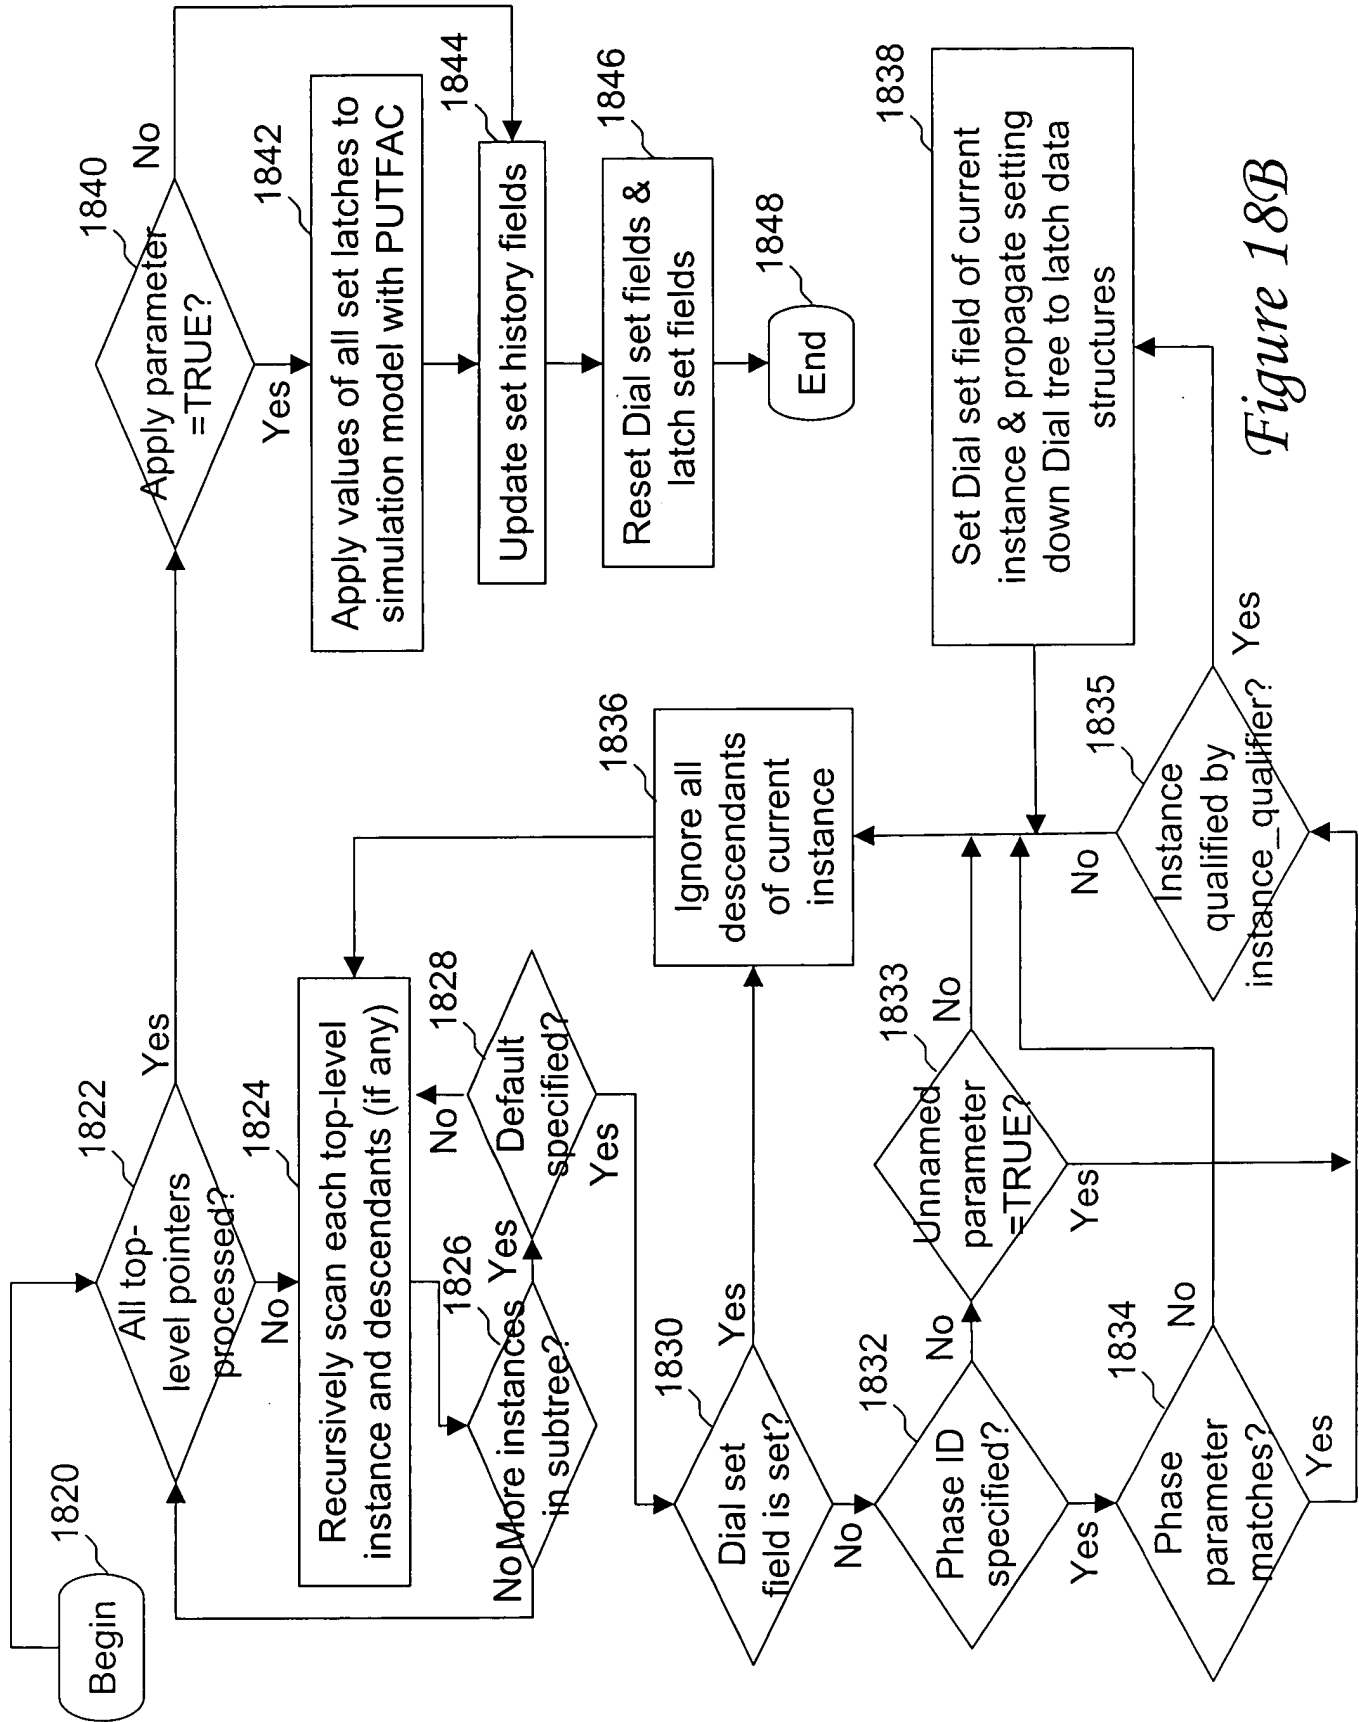 Begin
1820
All top-
level pointers
processed?
1822
Yes
No
Recursively scan each top-level
instance and descendants (if any)
1824
More instances
in subtree?
1826
Yes
No
Default
specified?
1828
No
Yes
Dial set
field is set?
1830
Yes
No
Phase ID
specified?
1832
No
Yes
Unnamed
parameter
=TRUE?
1833
No
Yes
Phase
parameter
matches?
1834
No
Yes
Instance
qualified by
instance_qualifier?
1835
No
Yes
Ignore all
descendants
of current
instance
1836
Set Dial set field of current
instance & propagate setting
down Dial tree to latch data
structures
1838
Apply parameter
=TRUE?
1840
No
Yes
Apply values of all set latches to
simulation model with PUTFAC
1842
Update set history fields
1844
Reset Dial set fields &
latch set fields
1846
End
1848
Figure 18B